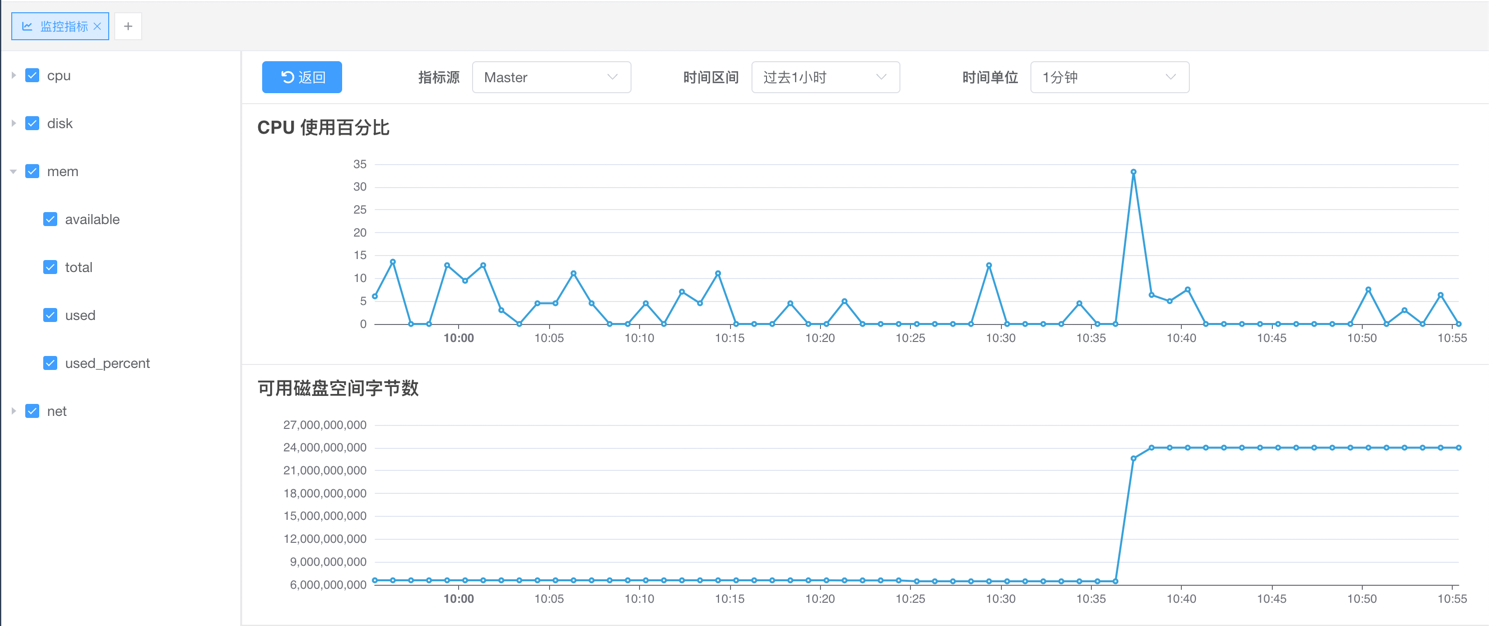 监控指标
cpu
disk
mem
available
total
used
used_percent
net
返回 指标源 Master 时间区间 过去1小时 时间单位 1分钟
CPU 使用百分比
35
30
25
20
15
10
5
0
10:00 10:05 10:10 10:15 10:20 10:25 10:30 10:35 10:40 10:45 10:50 10:55
可用磁盘空间字节数
27,000,000,000
24,000,000,000
21,000,000,000
18,000,000,000
15,000,000,000
12,000,000,000
9,000,000,000
6,000,000,000
10:00 10:05 10:10 10:15 10:20 10:25 10:30 10:35 10:40 10:45 10:50 10:55